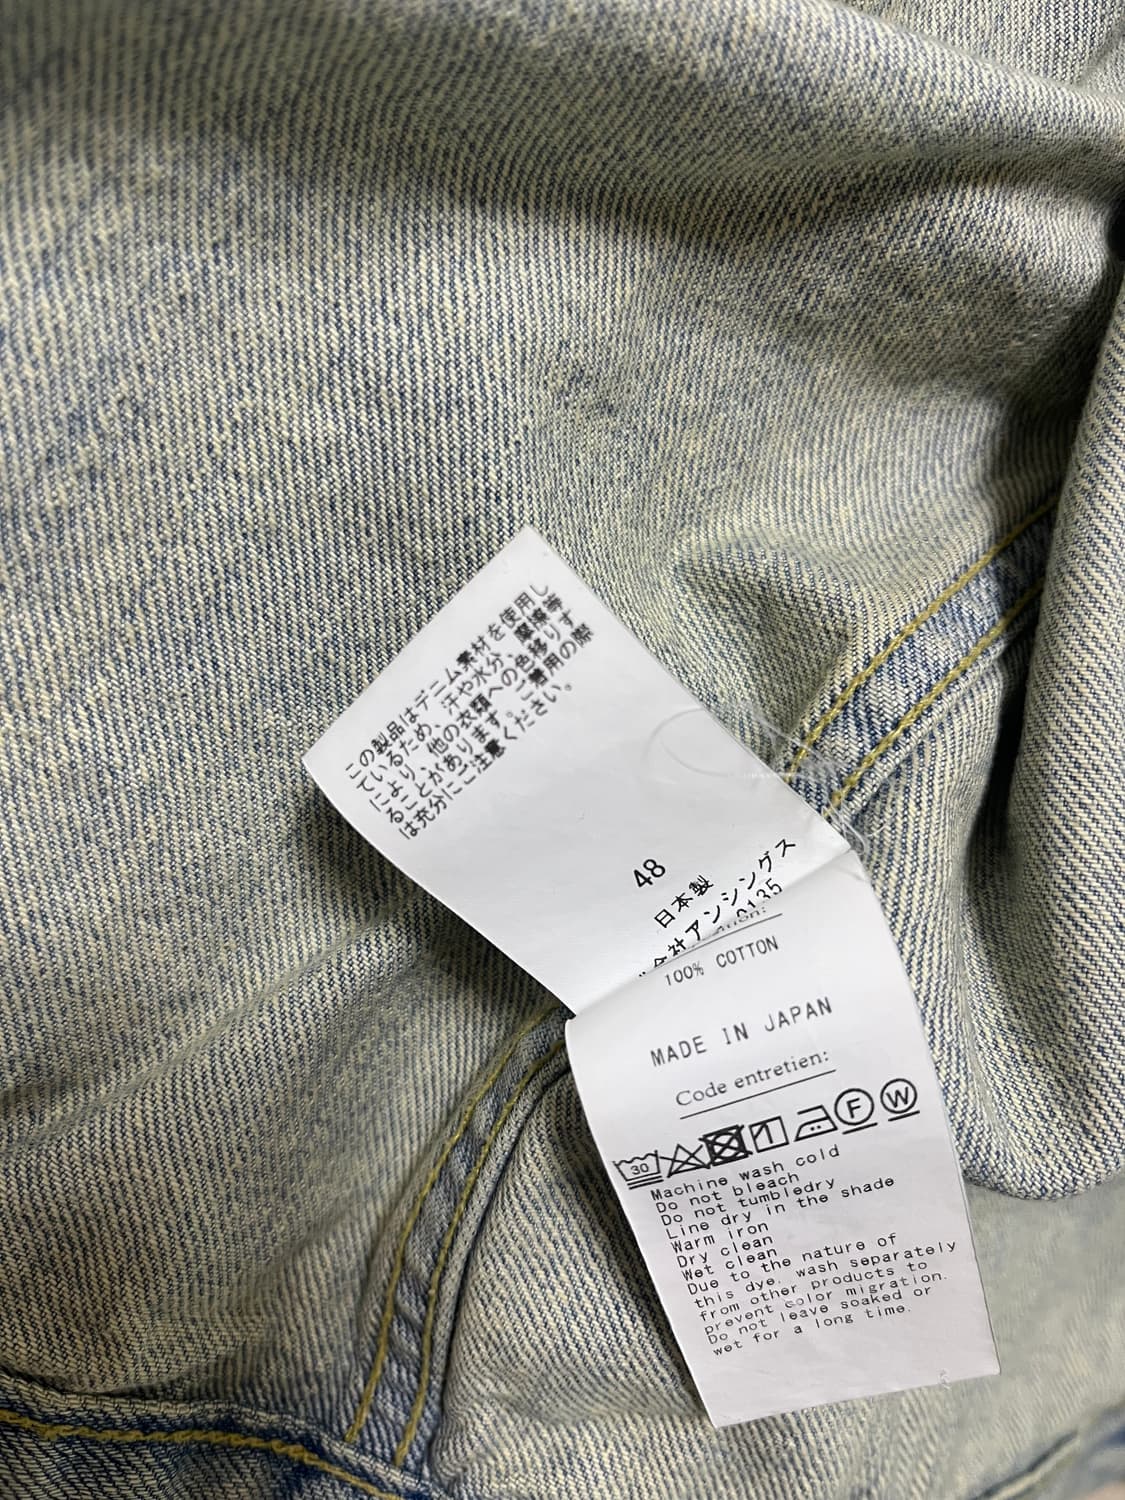 この製品はデニム素材を使用し
ているため、汗や水分、摩擦等
により、他の衣類への色移りす
ることがあります。ご着用の際
は充分にご注意ください。
48
日本製
会社アンシングス
0135
100% COTTON
MADE IN JAPAN
Code entretien:
30
F
W
Machine wash cold
Do not bleach
Do not tumbledry
Line dry in the shade
Warm iron
Dry clean
Wet clean
Due to the nature of
this dye, wash separately
from other products to
prevent color migration.
Do not leave soaked or
wet for a long time.